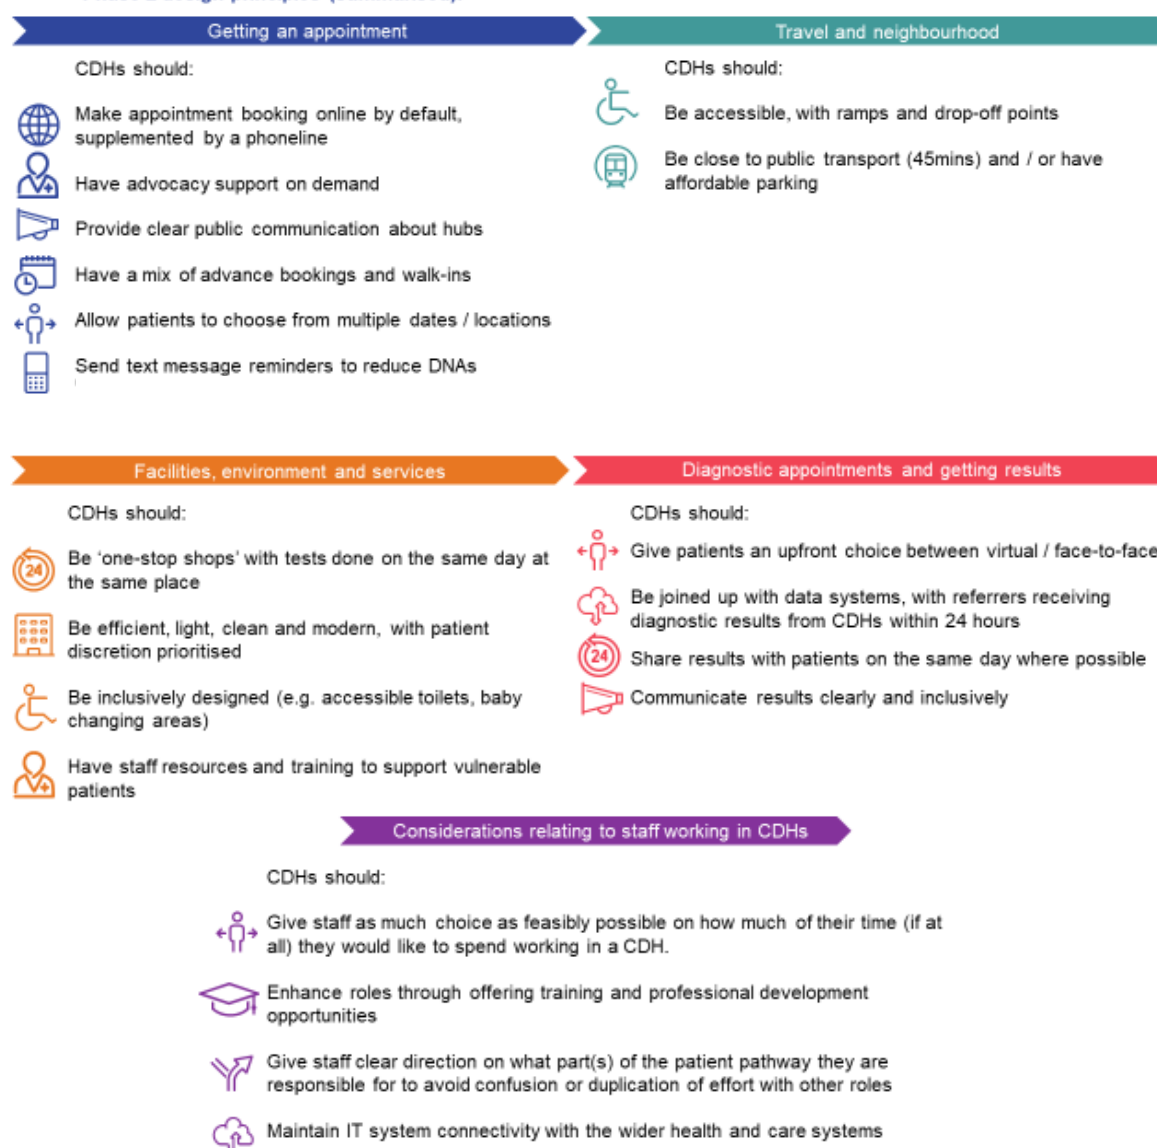 Getting an appointment
CDHs should:
Make appointment booking online by default,
supplemented by a phoneline
Have advocacy support on demand
Provide clear public communication about hubs
Have a mix of advance bookings and walk-ins
Allow patients to choose from multiple dates / locations
Send text message reminders to reduce DNAs
Travel and neighbourhood
CDHs should:
Be accessible, with ramps and drop-off points
Be close to public transport (45mins) and / or have
affordable parking
Facilities, environment and services
CDHs should:
24
Be ‘one-stop shops’ with tests done on the same day at
the same place
Be efficient, light, clean and modern, with patient
discretion prioritised
Be inclusively designed (e.g. accessible toilets, baby
changing areas)
Have staff resources and training to support vulnerable
patients
Diagnostic appointments and getting results
CDHs should:
Give patients an upfront choice between virtual / face-to-face
Be joined up with data systems, with referrers receiving
diagnostic results from CDHs within 24 hours
24
Share results with patients on the same day where possible
Communicate results clearly and inclusively
Considerations relating to staff working in CDHs
CDHs should:
Give staff as much choice as feasibly possible on how much of their time (if at
all) they would like to spend working in a CDH.
Enhance roles through offering training and professional development
opportunities
Give staff clear direction on what part(s) of the patient pathway they are
responsible for to avoid confusion or duplication of effort with other roles
Maintain IT system connectivity with the wider health and care systems